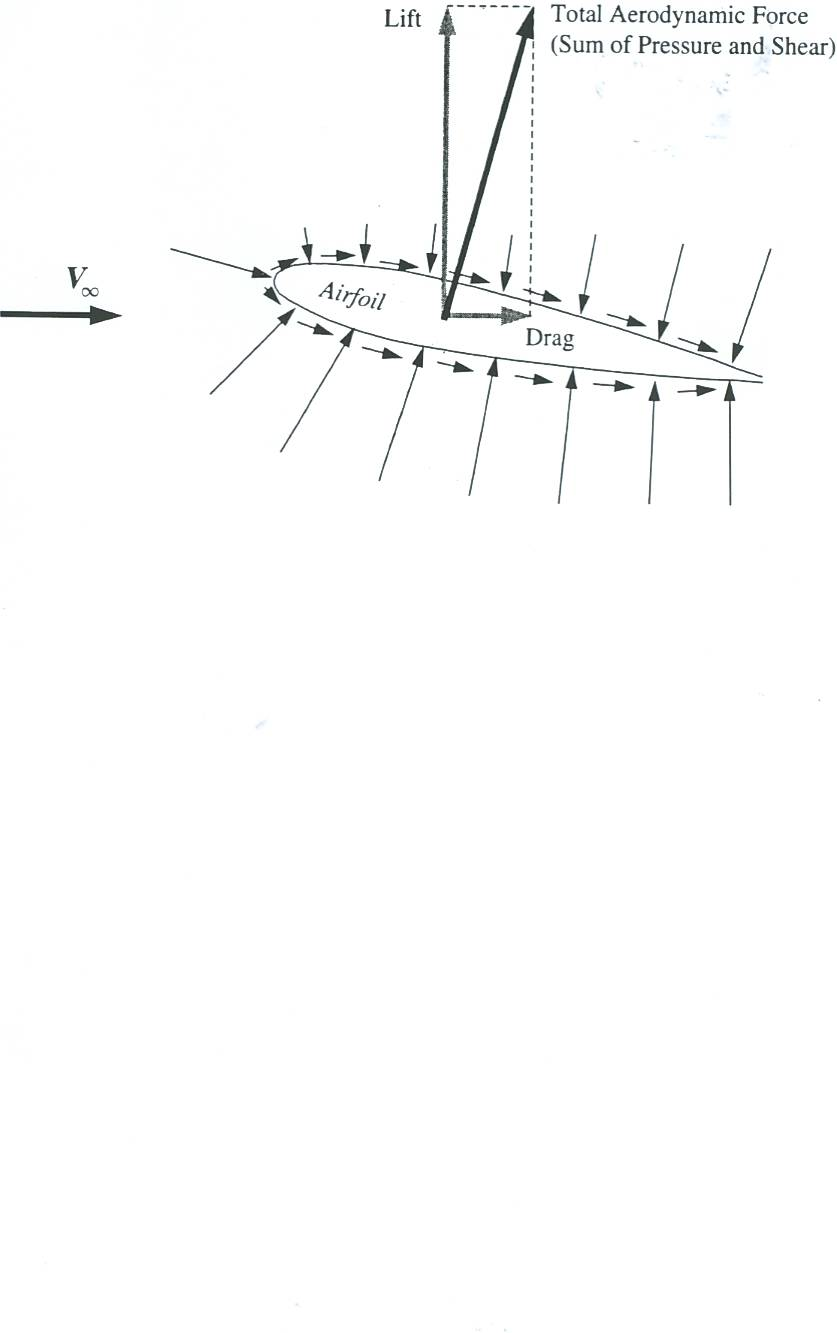 Lift
Total Aerodynamic Force
(Sum of Pressure and Shear)
V∞
Airfoil
Drag